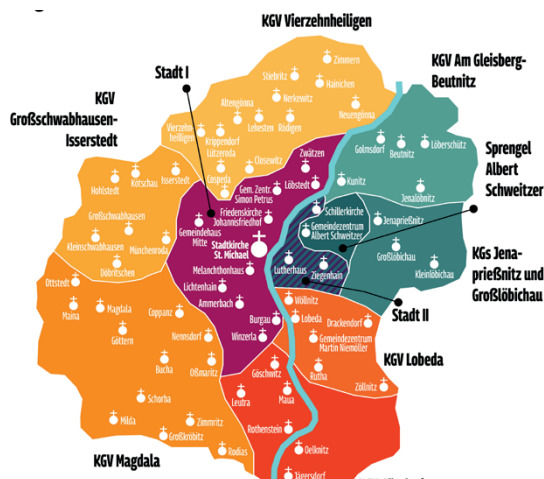 KGV Vierzehnheiligen
Zimmern
Stiebritz
Hainichen
Stadt I
KGV Am Gleisberg-
Beutnitz
Altengönna
Nerkewitz
Neuengönna
KGV
Großschwabhausen-
Isserstedt
Lehesten
Rödigen
Vierzehn-
heiligen
Krippendorf
Lützeroda
Zwätzen
Golmsdorf
Beutnitz
Löberschütz
Sprengel
Albert
Schweitzer
Closewitz
Cospeda
Isserstedt
Kötschau
Hohlstedt
Löbstedt
Kunitz
Jenalöbnitz
Gem. Zentr.
Simon Petrus
Großschwabhausen
Friedenskirche
Johannisfriedhof
Schillerkirche
Jenaprießnitz
Gemeindehaus
Mitte
Gemeindezentrum
Albert Schweitzer
Kleinschwabhausen
Münchenroda
Stadtkirche
St. Michael
Großlöbichau
Kleinlöbichau
KGs Jena-
prießnitz und
Großlöbichau
Döbritschen
Melanchthonhaus
Lutherhaus
Ziegenhain
Ottstedt
Lichtenhain
Stadt II
Maina
Magdala
Coppanz
Ammerbach
Wöllnitz
Göttern
Burgau
Lobeda
Drackendorf
Nennsdorf
Winzerla
Gemeindezentrum
Martin Niemöller
KGV Lobeda
Bucha
Oßmaritz
Göschwitz
Rutha
Zöllnitz
Schorba
Leutra
Maua
Milda
Zimmritz
Rothenstein
Großkröbitz
Rodias
Oelknitz
KGV Magdala
Jägersdorf